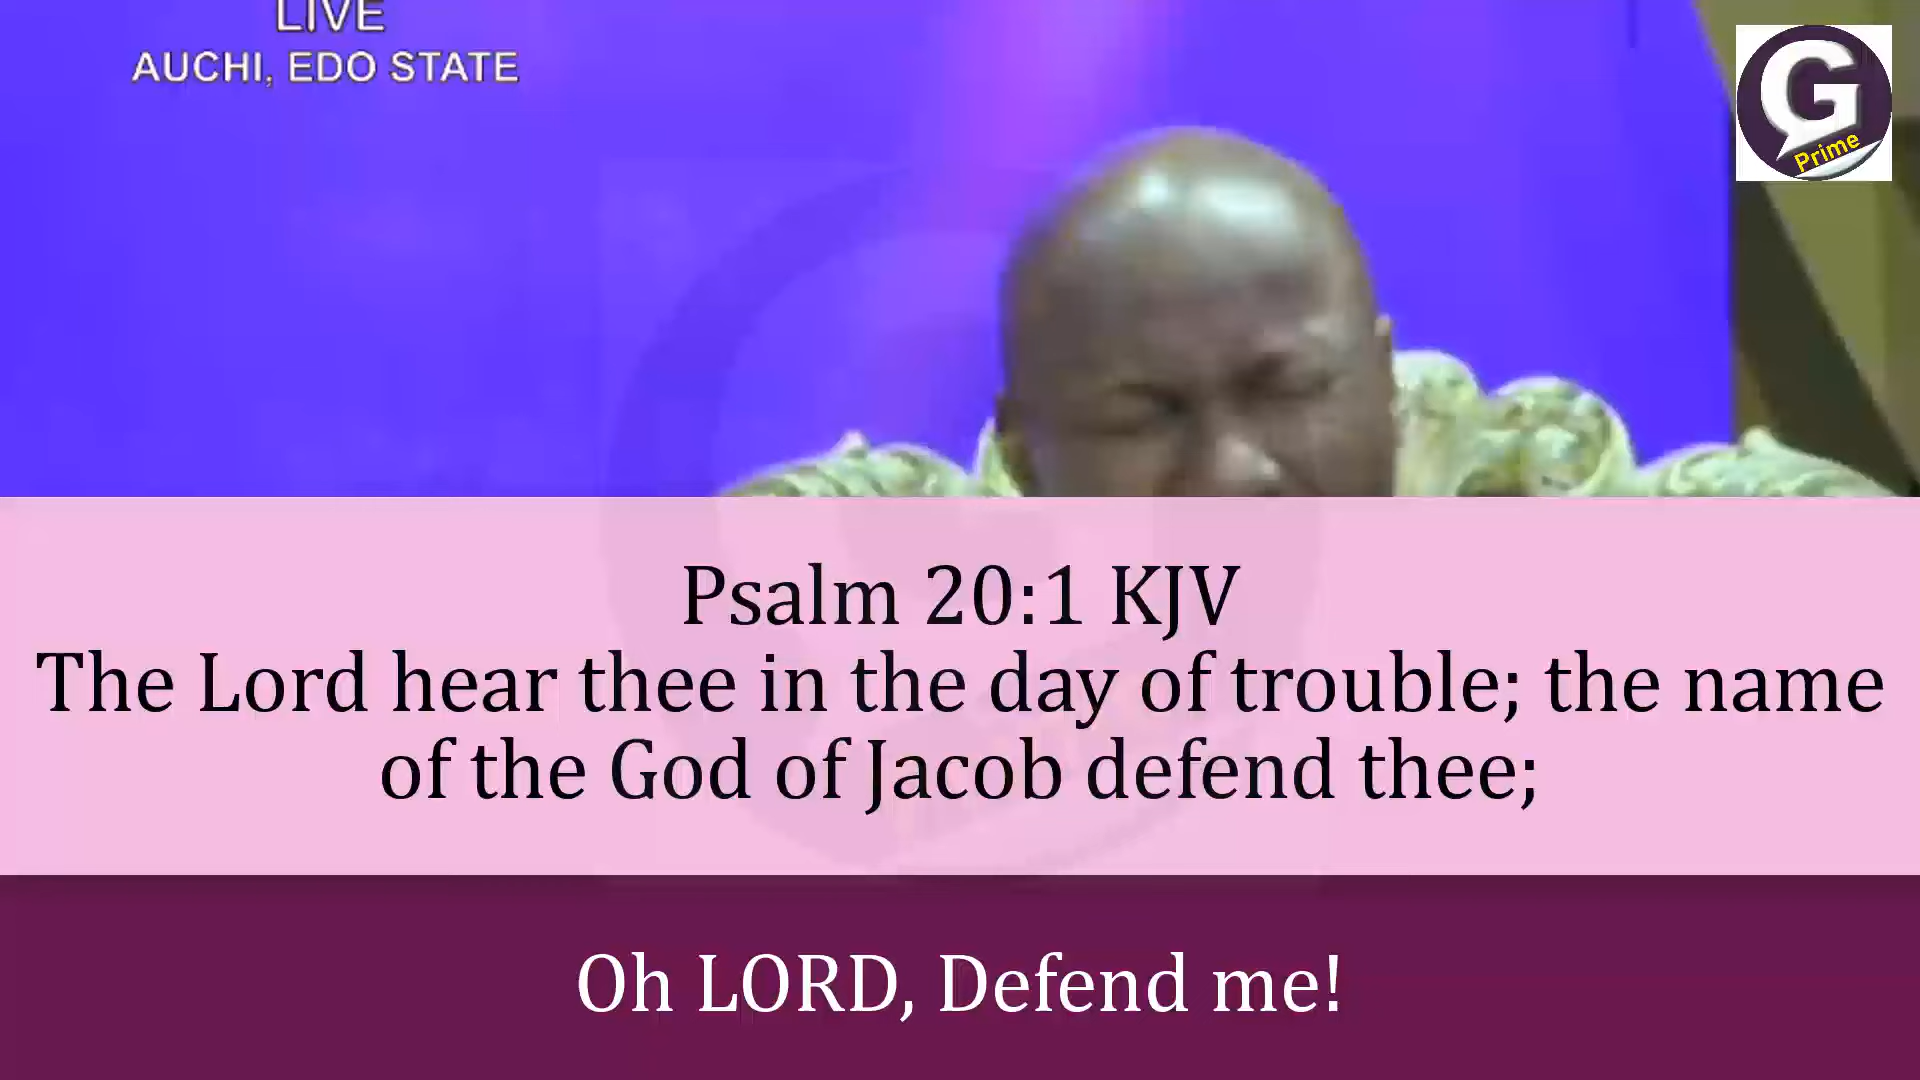 LIVE
AUCHI, EDO STATE
G
Prime
Psalm 20:1 KJV
The Lord hear thee in the day of trouble; the name
of the God of Jacob defend thee;
Oh LORD, Defend me!